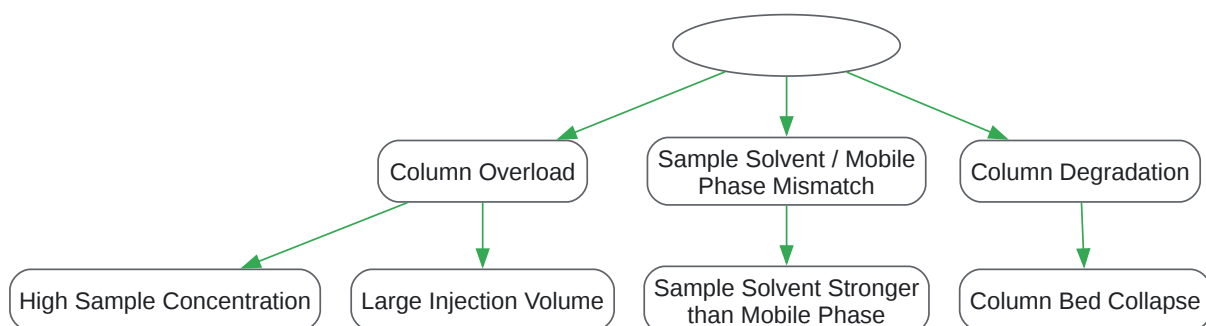 Column Overload
Sample Solvent / Mobile
Phase Mismatch
Column Degradation
High Sample Concentration
Large Injection Volume
Sample Solvent Stronger
than Mobile Phase
Column Bed Collapse